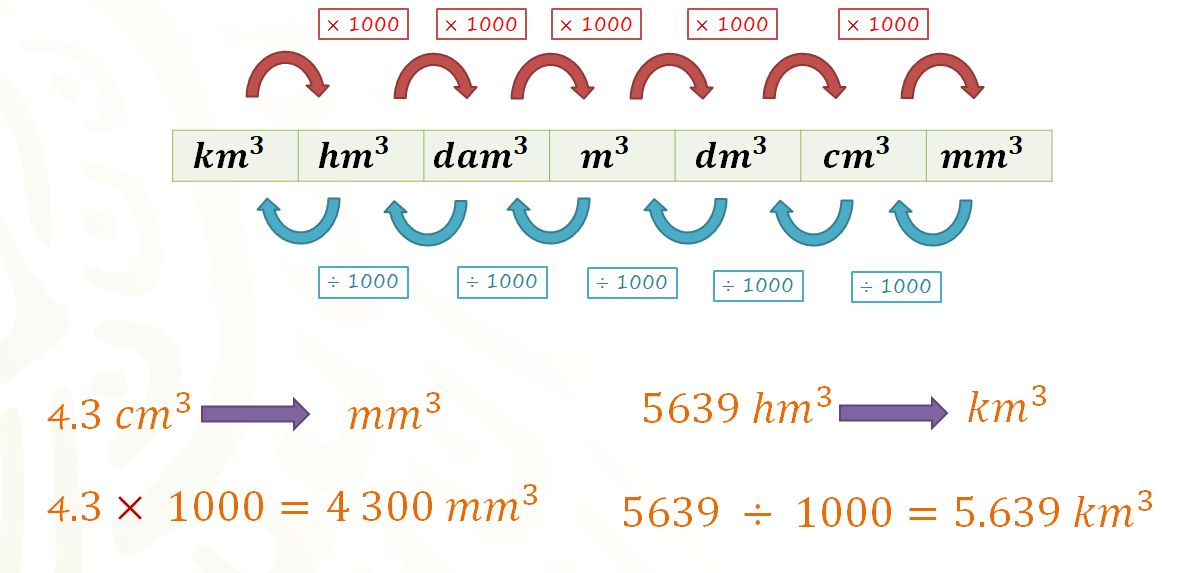 × 1000 × 1000 × 1000 × 1000 × 1000
km³ hm³ dam³ m³ dm³ cm³ mm³
÷ 1000 ÷ 1000 ÷ 1000 ÷ 1000 ÷ 1000
4.3 cm³ mm³
4.3 × 1000 = 4 300 mm³
5639 hm³ km³
5639 ÷ 1000 = 5.639 km³